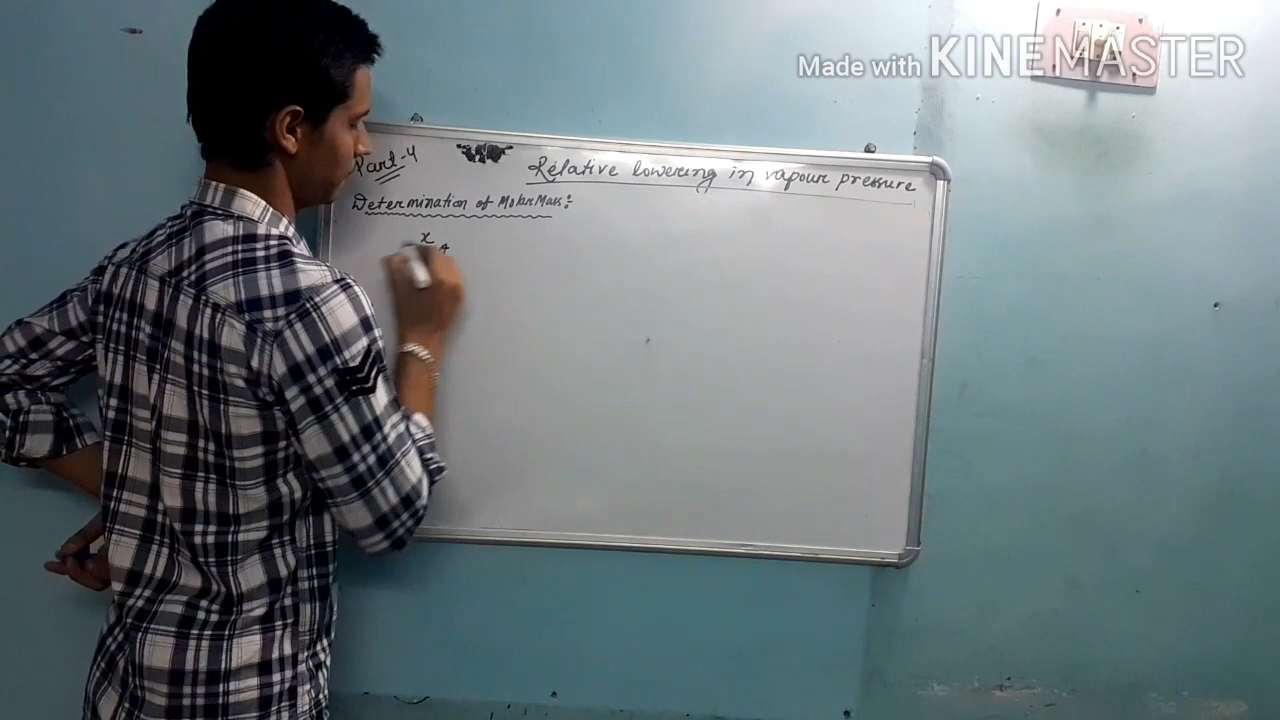 Made with KINEMASTER
Part-4
Relative lowering in vapour pressure
Determination of Molar Mass:
x A